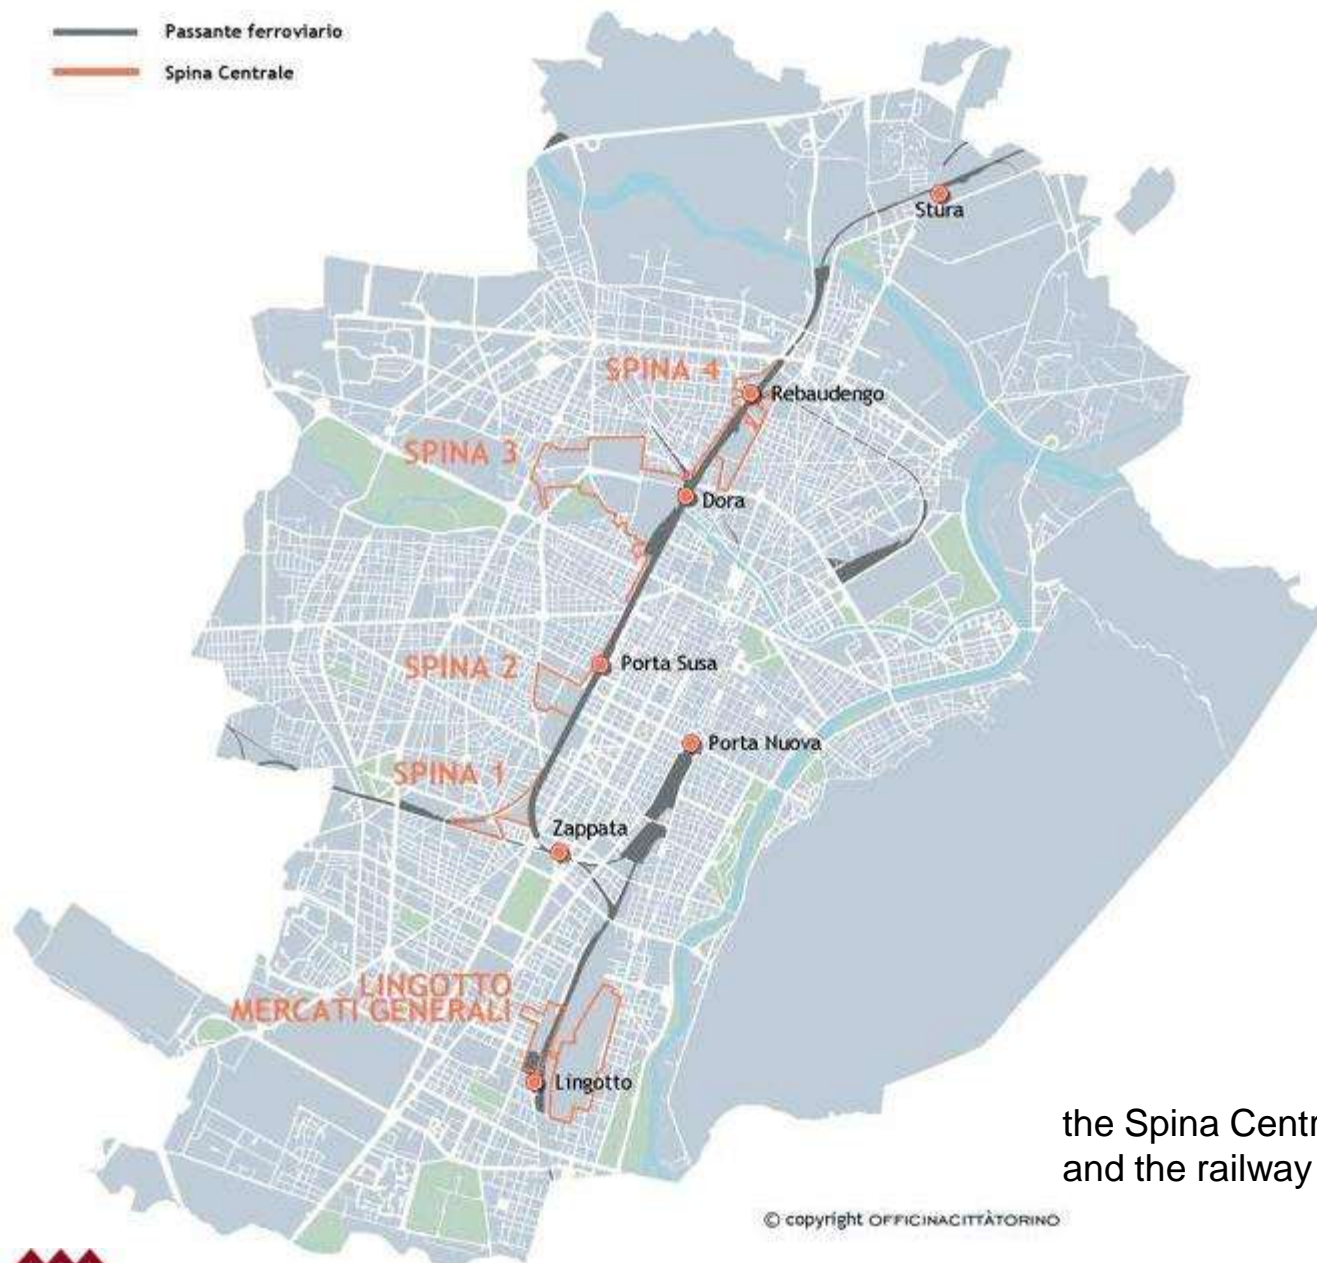 Passante ferroviario
Spina Centrale
Stura
SPINA 4
Rebaudengo
SPINA 3
Dora
SPINA 2
Porta Susa
Porta Nuova
SPINA 1
Zappata
LINGOTTO
MERCATI GENERALI
Lingotto
the Spina Centr
and the railway
© copyright OFFICINACITTÀTORINO